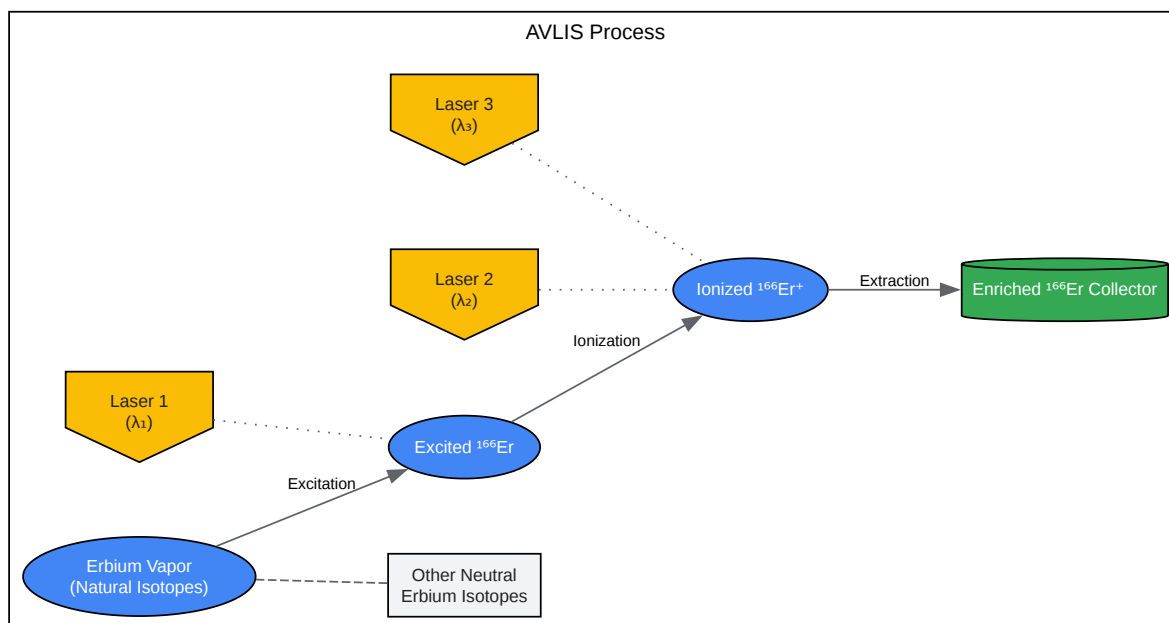 AVLIS Process
Laser 3
(λ₃)
Laser 2
(λ₂)
Ionized ¹⁶⁶Er⁺
Extraction
Enriched ¹⁶⁶Er Collector
Ionization
Laser 1
(λ₁)
Excited ¹⁶⁶Er
Excitation
Erbium Vapor
(Natural Isotopes)
Other Neutral
Erbium Isotopes